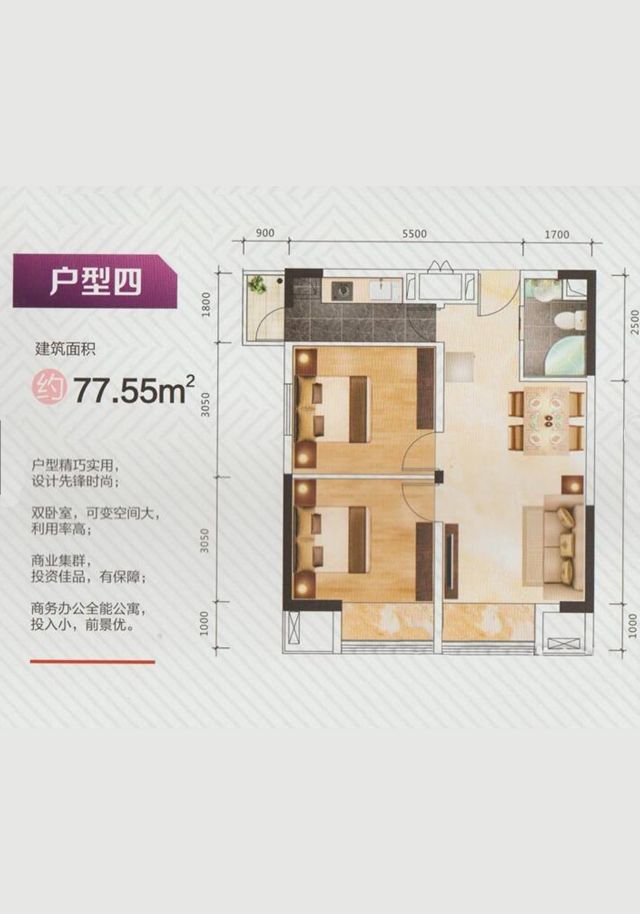 户型四
建筑面积
约 77.55m²
户型精巧实用，
设计先锋时尚；
双卧室，可变空间大，
利用率高；
商业集群，
投资佳品，有保障；
商务办公全能公寓，
投入小，前景优。
900
5500
1700
1800
3050
3050
1000
2500
1000